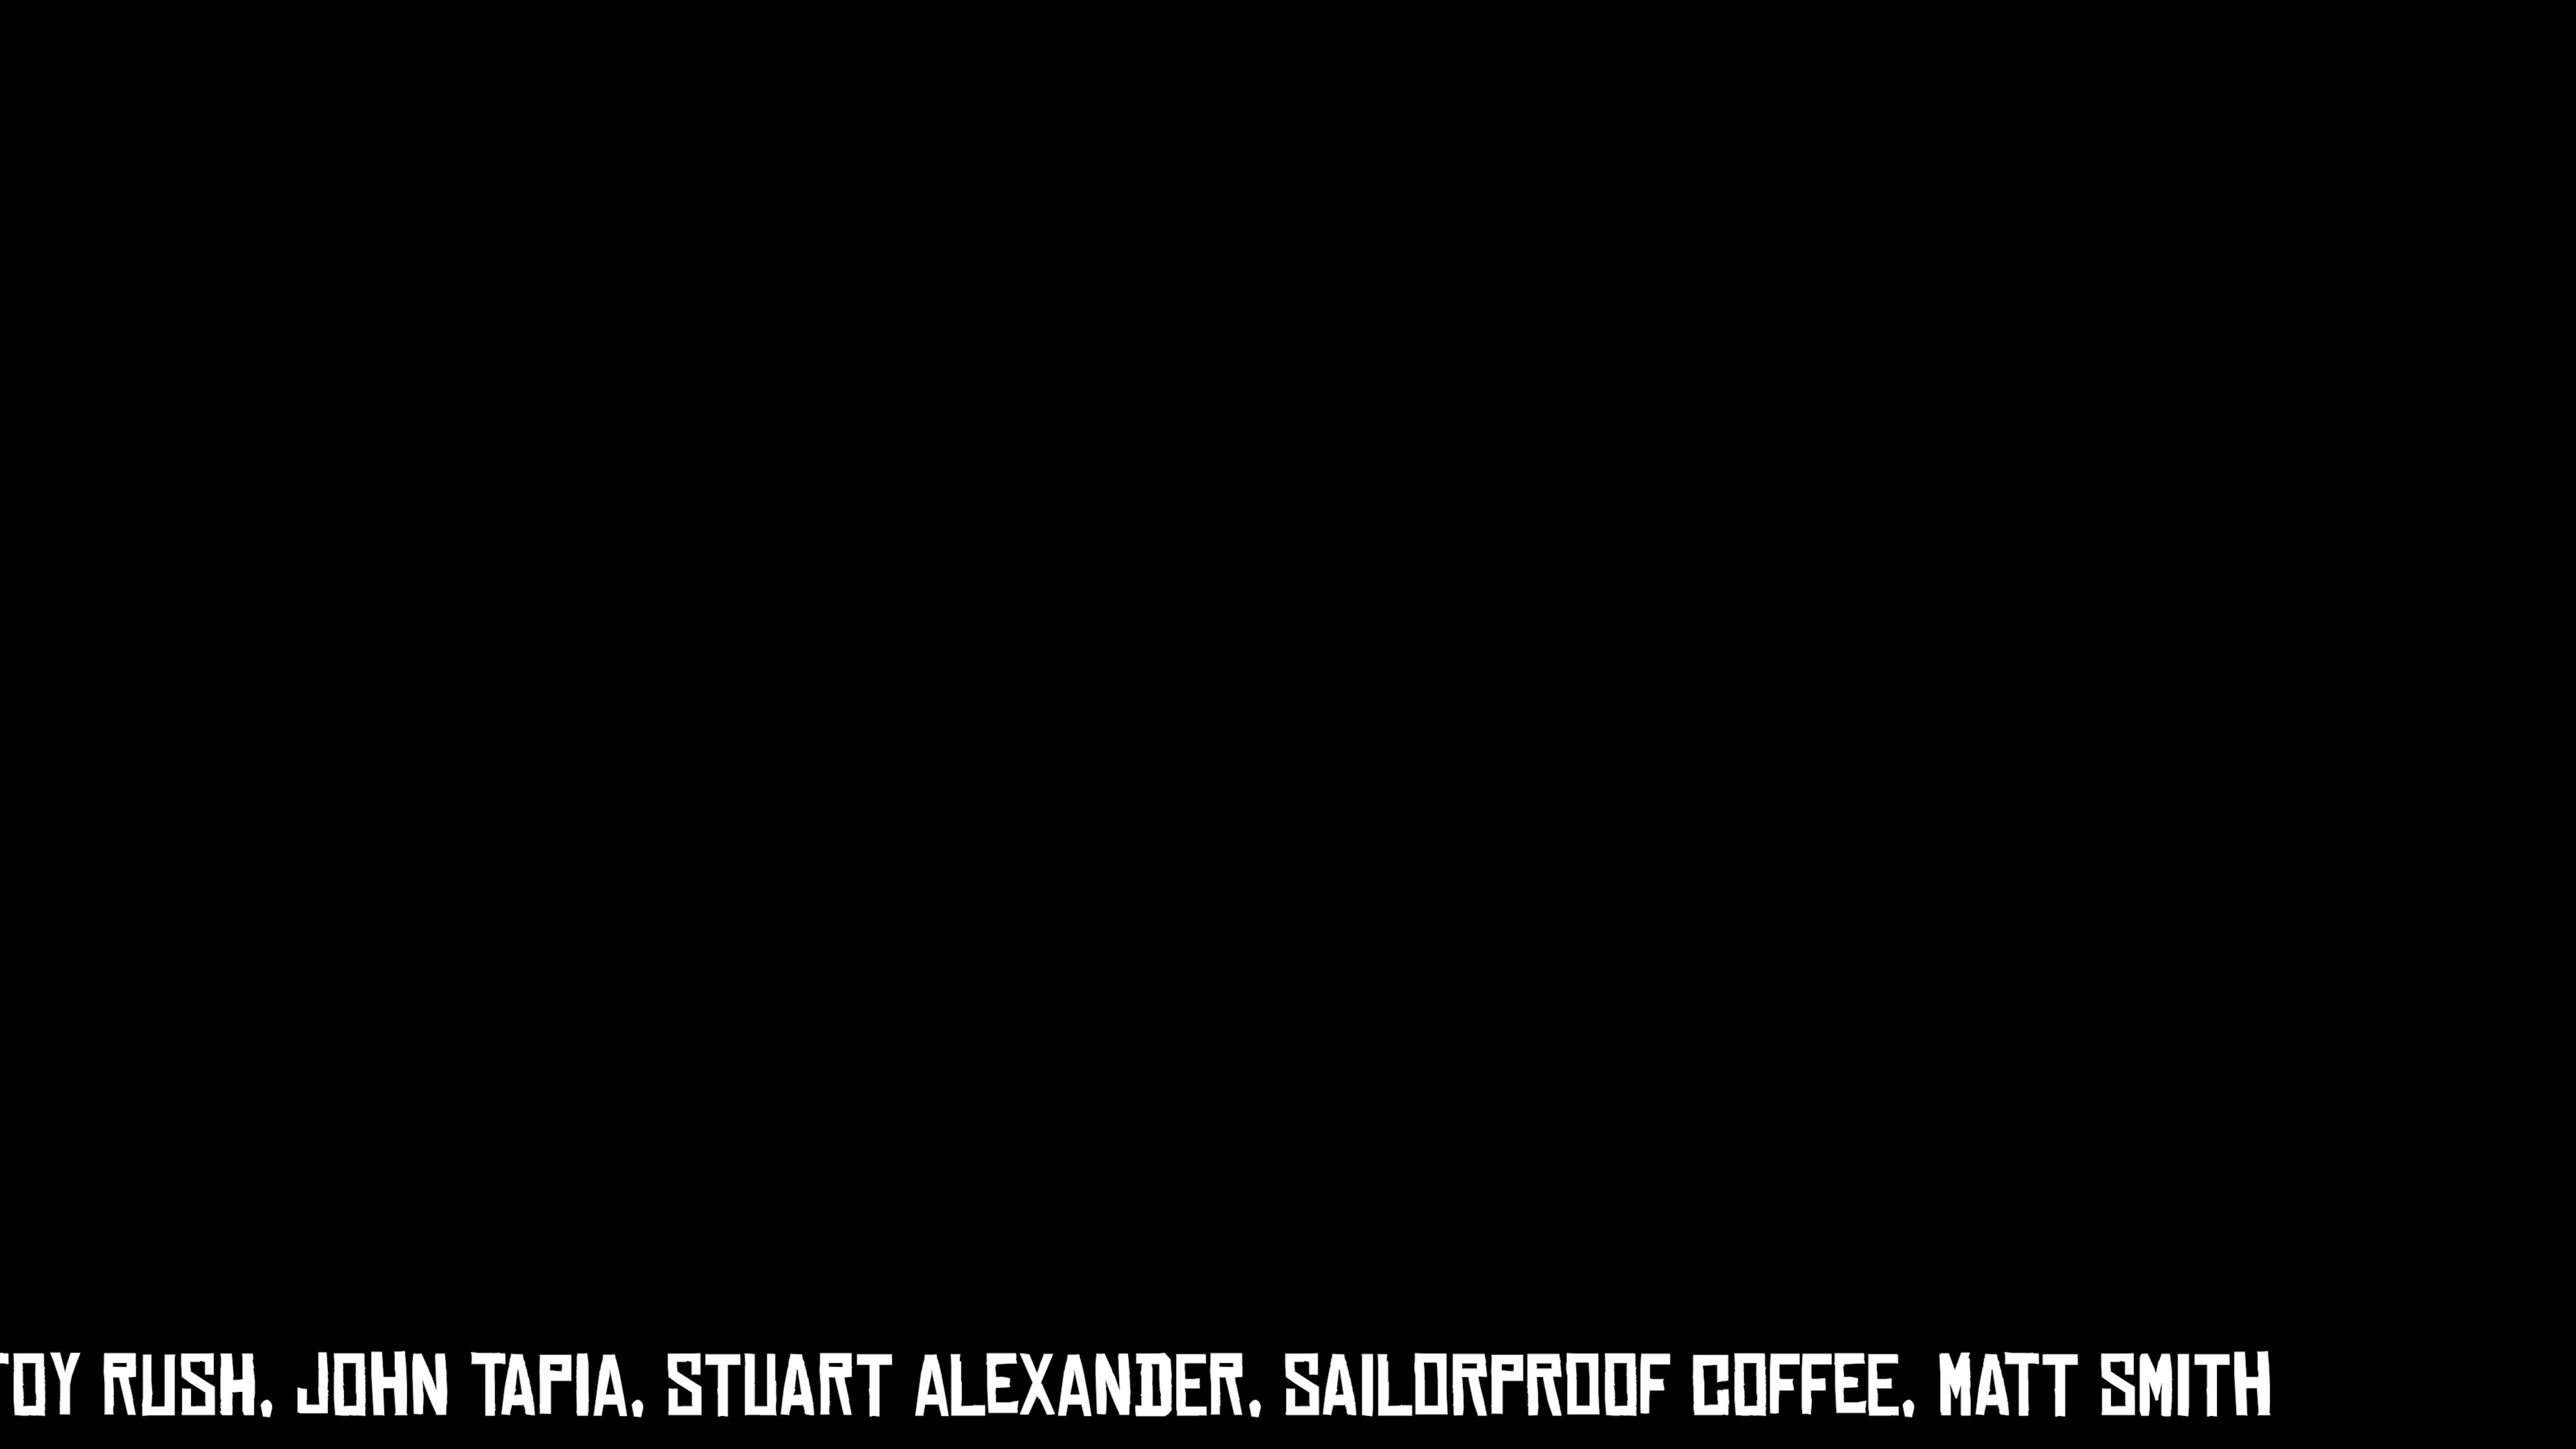 TOY RUSH, JOHN TAPIA, STUART ALEXANDER, SAILORPROOF COFFEE, MATT SMITH